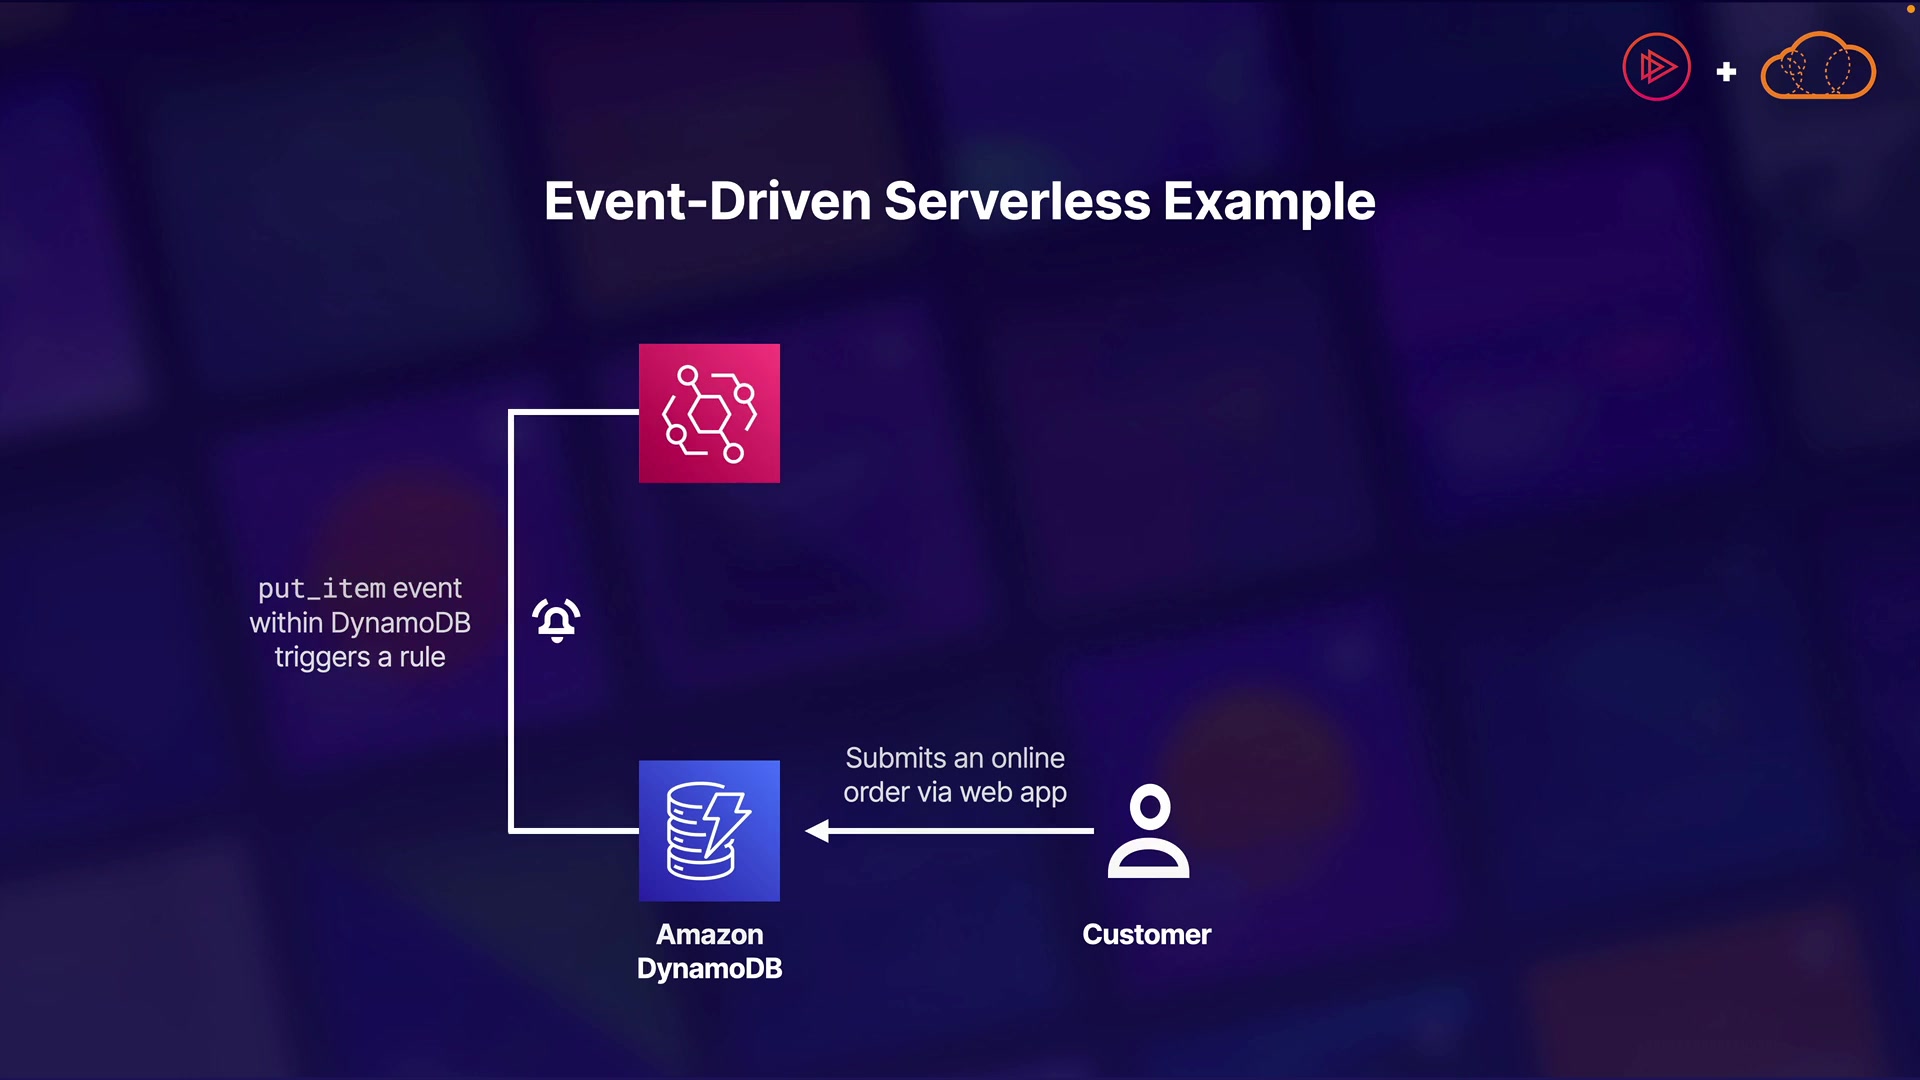 Event-Driven Serverless Example
put_item event
within DynamoDB
triggers a rule
Submits an online
order via web app
Amazon
DynamoDB
Customer